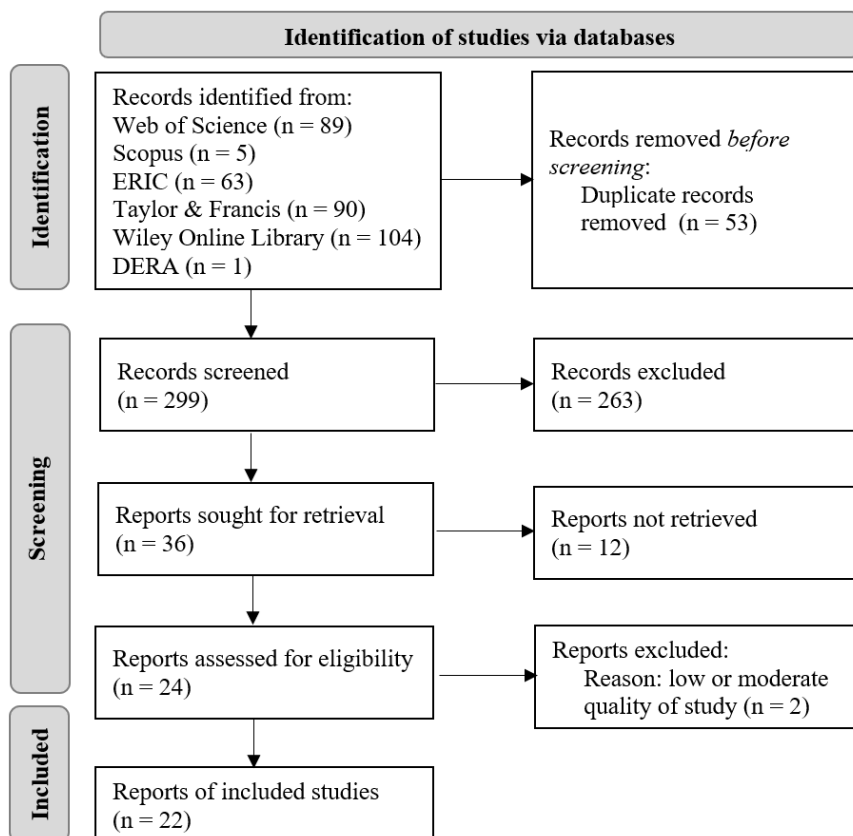 Identification of studies via databases
Identification
Records identified from:
Web of Science (n = 89)
Scopus (n = 5)
ERIC (n = 63)
Taylor & Francis (n = 90)
Wiley Online Library (n = 104)
DERA (n = 1)
Records removed before
screening:
Duplicate records
removed (n = 53)
Screening
Records screened
(n = 299)
Records excluded
(n = 263)
Reports sought for retrieval
(n = 36)
Reports not retrieved
(n = 12)
Reports assessed for eligibility
(n = 24)
Reports excluded:
Reason: low or moderate
quality of study (n = 2)
Included
Reports of included studies
(n = 22)